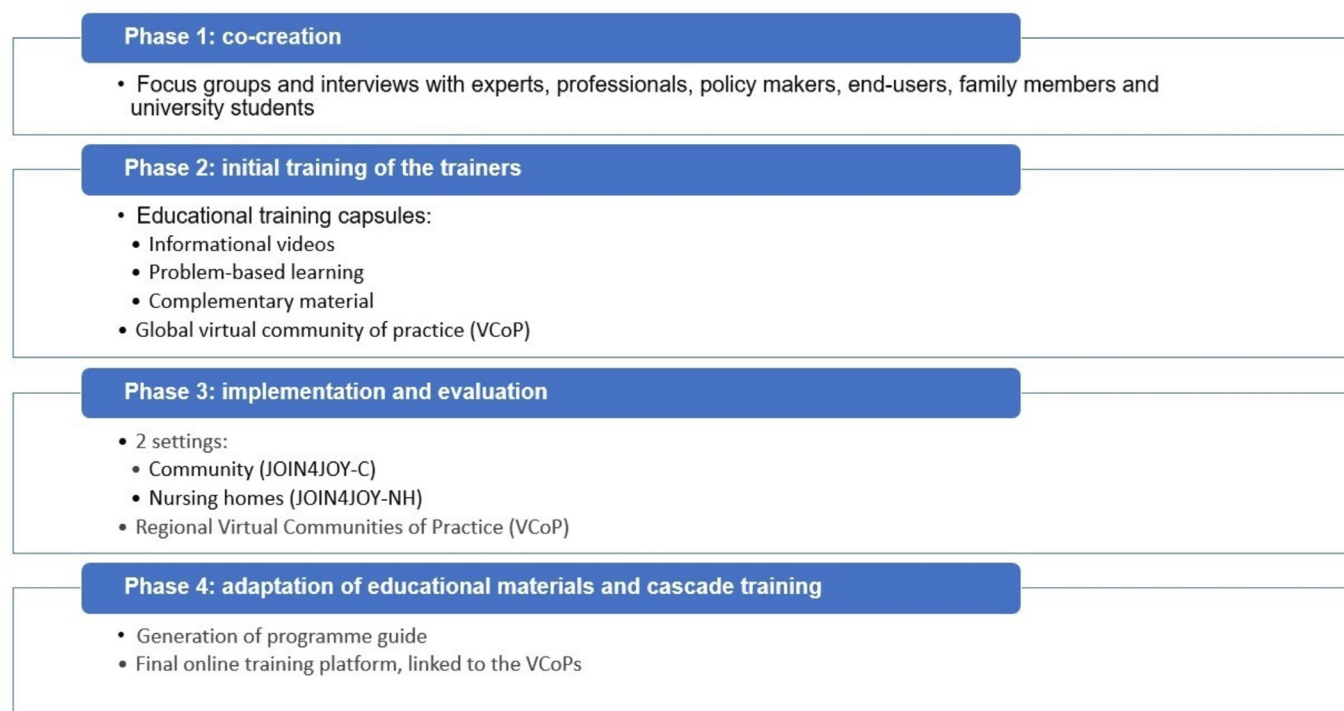 Phase 1: co-creation
• Focus groups and interviews with experts, professionals, policy makers, end-users, family members and
university students
Phase 2: initial training of the trainers
• Educational training capsules:
• Informational videos
• Problem-based learning
• Complementary material
• Global virtual community of practice (VCoP)
Phase 3: implementation and evaluation
• 2 settings:
• Community (JOIN4JOY-C)
• Nursing homes (JOIN4JOY-NH)
• Regional Virtual Communities of Practice (VCoP)
Phase 4: adaptation of educational materials and cascade training
• Generation of programme guide
• Final online training platform, linked to the VCoPs